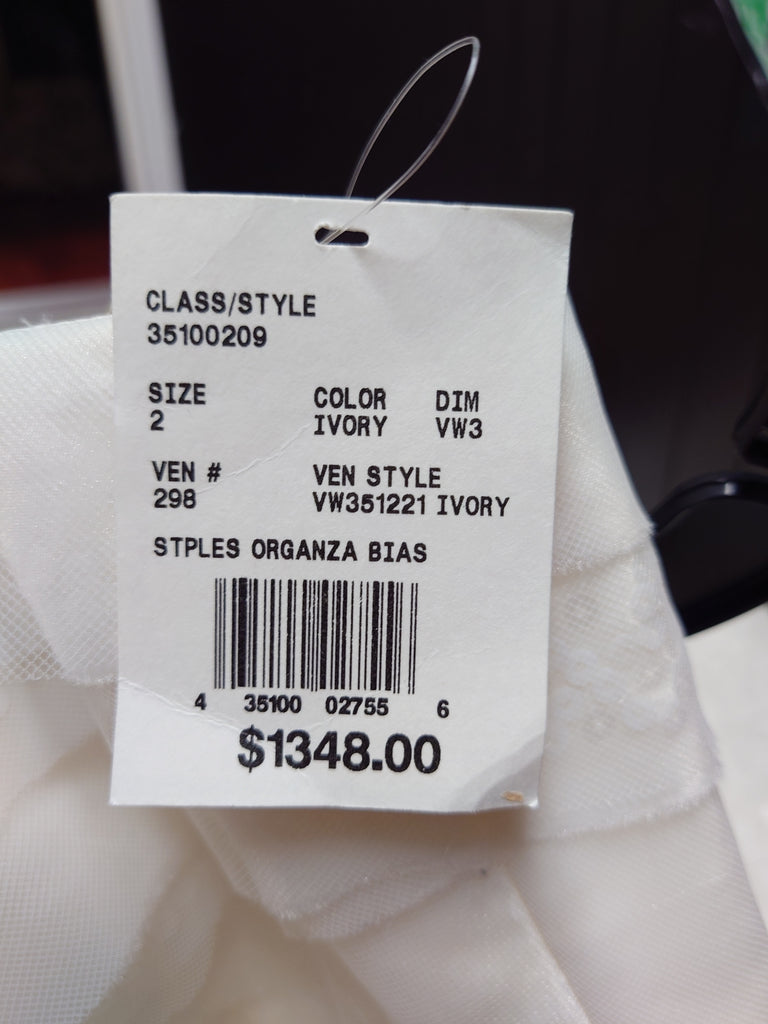 CLASS/STYLE
35100209
SIZE COLOR DIM
2 IVORY VW3
VEN # VEN STYLE
298 VW351221 IVORY
STPLES ORGANZA BIAS
4 35100 02755 6
$1348.00